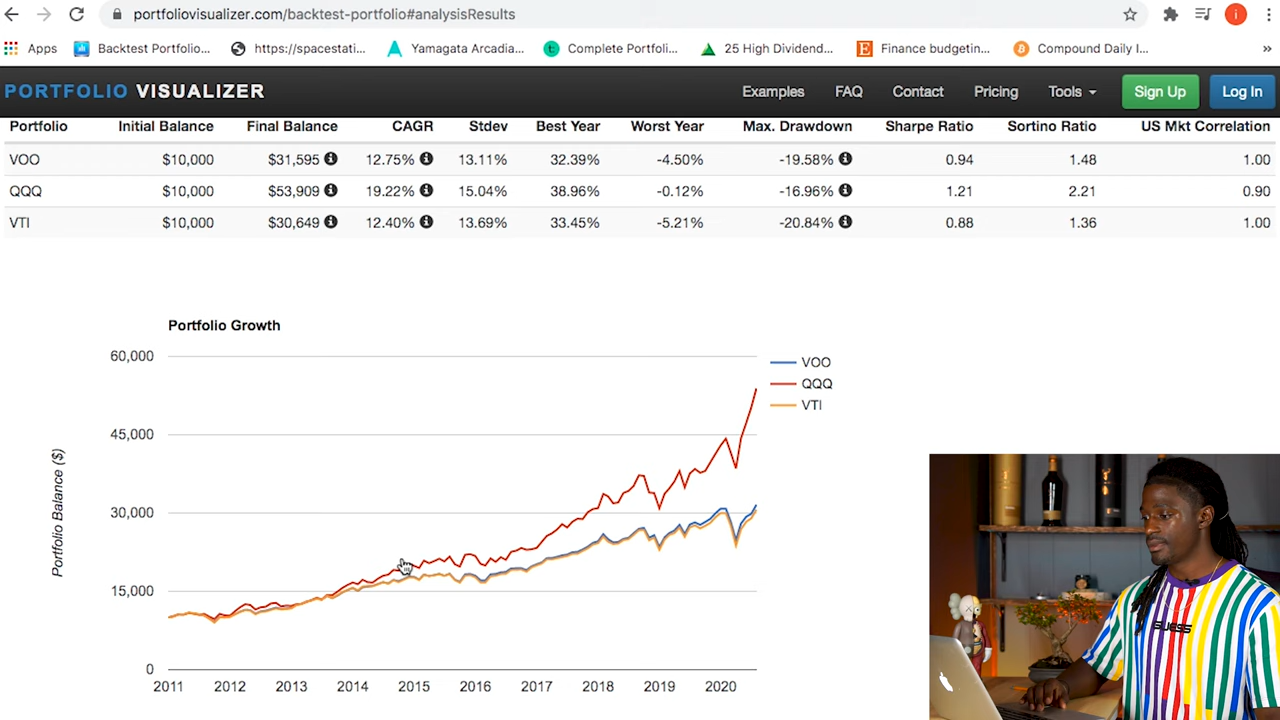 portfoliovisualizer.com/backtest-portfolio#analysisResults
Apps Backtest Portfolio... https://spacestati... Yamagata Arcadia... Complete Portfoli... 25 High Dividend... Finance budgetin... Compound Daily I... »
PORTFOLIO VISUALIZER Examples FAQ Contact Pricing Tools Sign Up Log In
Portfolio Initial Balance Final Balance CAGR Stdev Best Year Worst Year Max. Drawdown Sharpe Ratio Sortino Ratio US Mkt Correlation
VOO $10,000 $31,595 12.75% 13.11% 32.39% -4.50% -19.58% 0.94 1.48 1.00
QQQ $10,000 $53,909 19.22% 15.04% 38.96% -0.12% -16.96% 1.21 2.21 0.90
VTI $10,000 $30,649 12.40% 13.69% 33.45% -5.21% -20.84% 0.88 1.36 1.00
Portfolio Growth
60,000
45,000
30,000
15,000
0
Portfolio Balance ($)
2011 2012 2013 2014 2015 2016 2017 2018 2019 2020
VOO
QQQ
VTI
GUESS